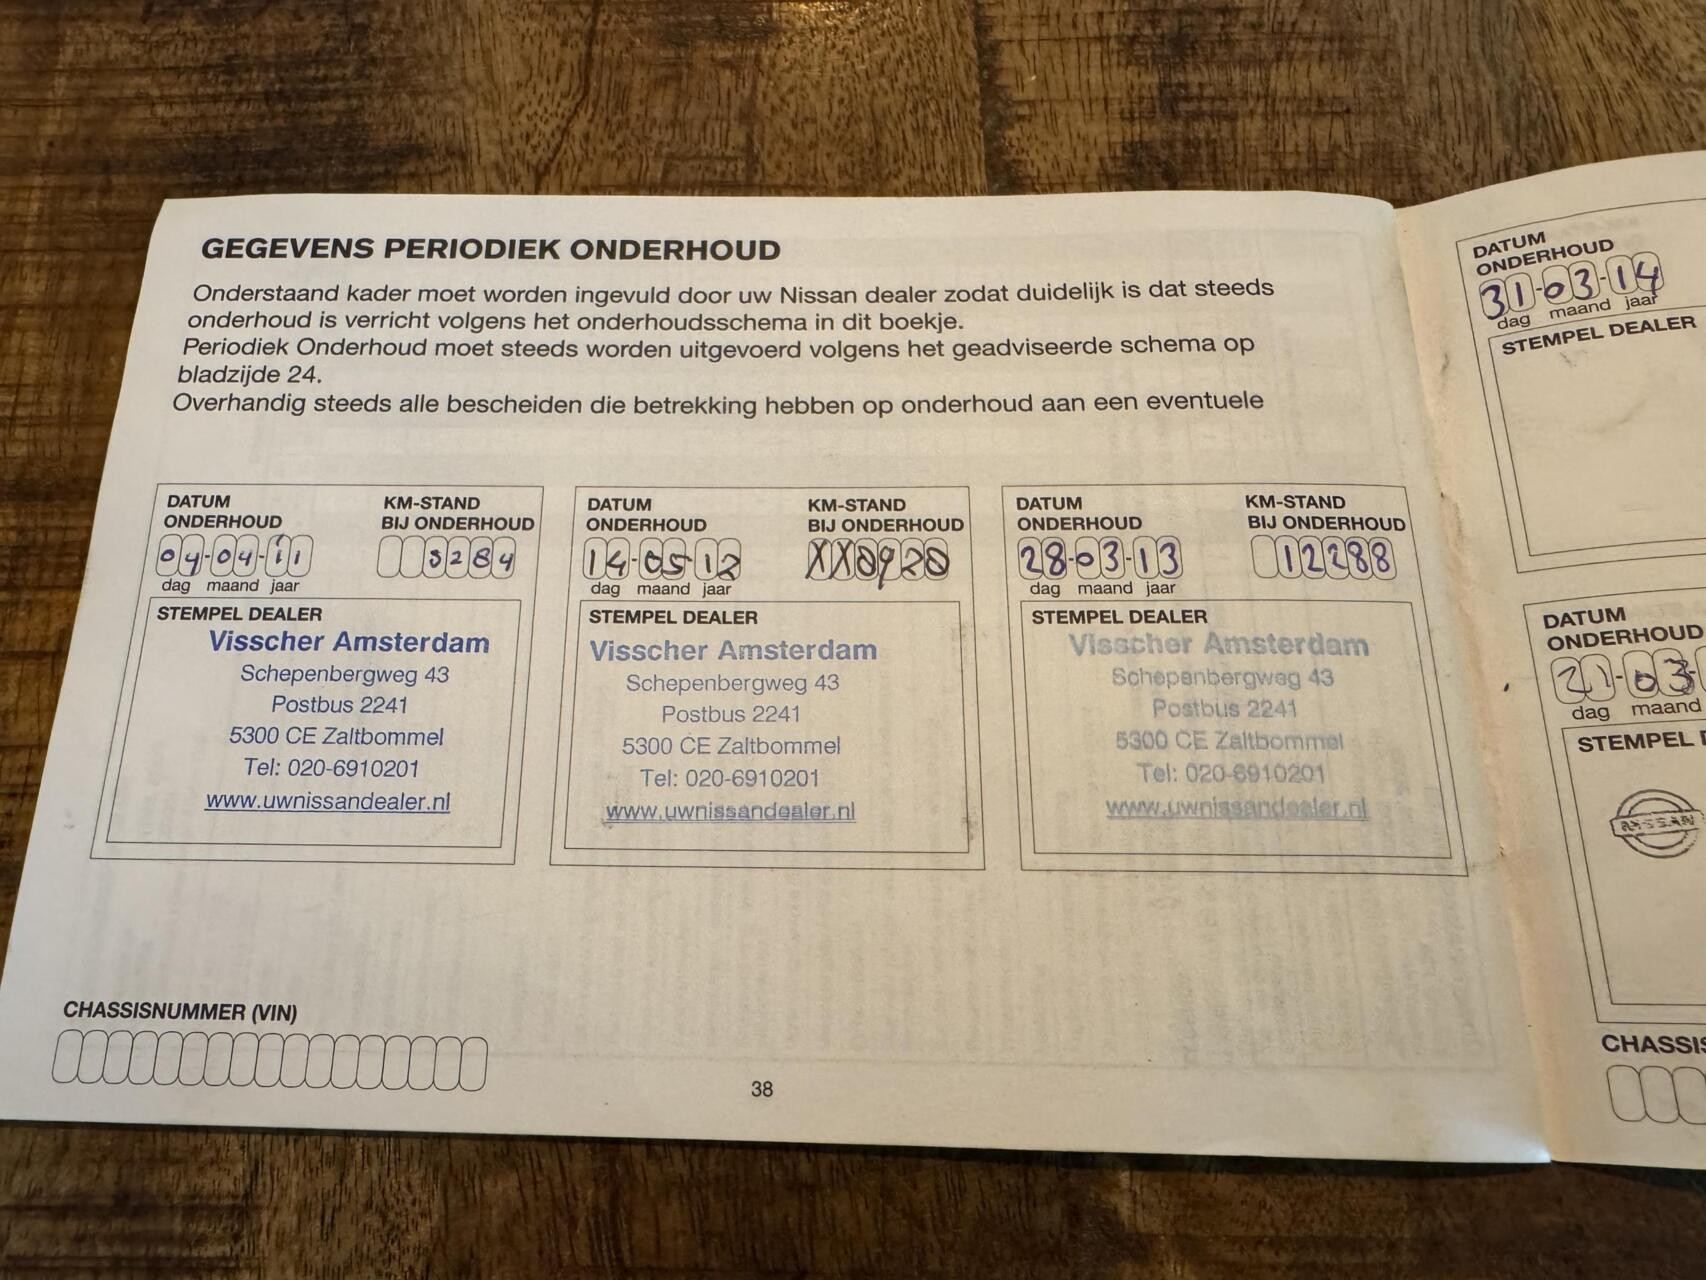 GEGEVENS PERIODIEK ONDERHOUD
Onderstaand kader moet worden ingevuld door uw Nissan dealer zodat duidelijk is dat steeds
onderhoud is verricht volgens het onderhoudsschema in dit boekje.
Periodiek Onderhoud moet steeds worden uitgevoerd volgens het geadviseerde schema op
bladzijde 24.
Overhandig steeds alle bescheiden die betrekking hebben op onderhoud aan een eventuele
DATUM
ONDERHOUD
04-04-11
dag maand jaar
KM-STAND
BIJ ONDERHOUD
5284
STEMPEL DEALER
Visscher Amsterdam
Schepenbergweg 43
Postbus 2241
5300 CE Zaltbommel
Tel: 020-6910201
www.uwnissandealer.nl
DATUM
ONDERHOUD
14-05-12
dag maand jaar
KM-STAND
BIJ ONDERHOUD
STEMPEL DEALER
Visscher Amsterdam
Schepenbergweg 43
Postbus 2241
5300 CE Zaltbommel
Tel: 020-6910201
www.uwnissandealer.nl
DATUM
ONDERHOUD
28-03-13
dag maand jaar
KM-STAND
BIJ ONDERHOUD
12288
STEMPEL DEALER
Visscher Amsterdam
Schepenbergweg 43
Postbus 2241
5300 CE Zaltbommel
Tel: 020-6910201
www.uwnissandealer.nl
CHASSISNUMMER (VIN)
38
DATUM
ONDERHOUD
31-03-14
dag maand jaar
STEMPEL DEALER
DATUM
ONDERHOUD
21-03-
dag maand
STEMPEL D
NISSAN
CHASSIS